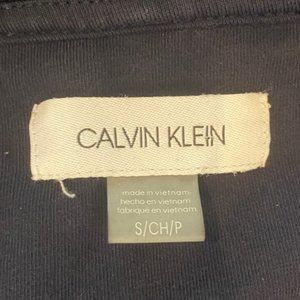 CALVIN KLEIN
made in vietnam
hecho en vietnam
fabriqué en vietnam
S/CH/P